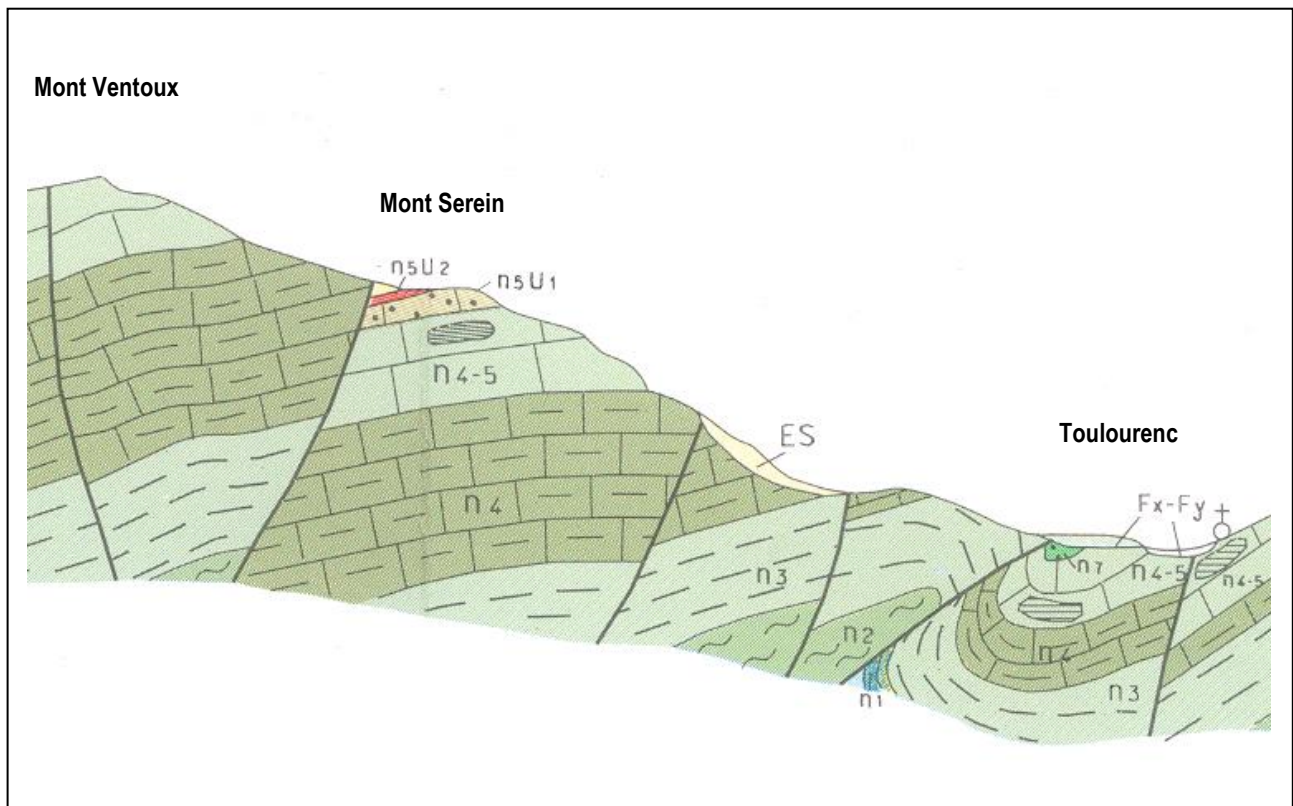 Mont Ventoux
Mont Serein
n5U2
n5U1
n4-5
ES
Toulourenc
Fx-Fy
n4
n3
n2
n1
n7
n4-5
n4-5
n4
n3